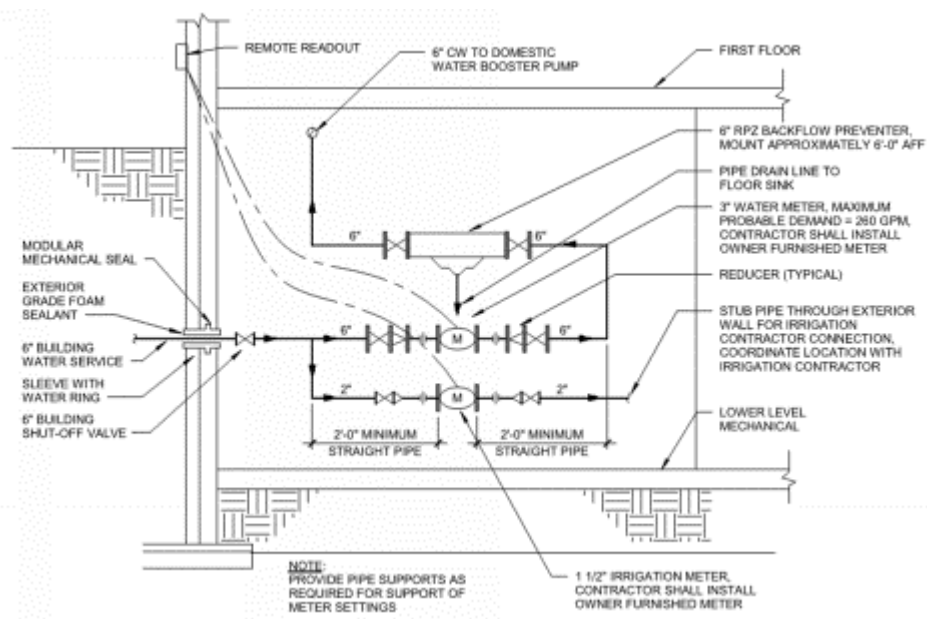 REMOTE READOUT
6" CW TO DOMESTIC
WATER BOOSTER PUMP
FIRST FLOOR
6" RPZ BACKFLOW PREVENTER,
MOUNT APPROXIMATELY 6'-0" AFF
PIPE DRAIN LINE TO
FLOOR SINK
3" WATER METER, MAXIMUM
PROBABLE DEMAND = 260 GPM,
CONTRACTOR SHALL INSTALL
OWNER FURNISHED METER
REDUCER (TYPICAL)
STUB PIPE THROUGH EXTERIOR
WALL FOR IRRIGATION
CONTRACTOR CONNECTION,
COORDINATE LOCATION WITH
IRRIGATION CONTRACTOR
LOWER LEVEL
MECHANICAL
MODULAR
MECHANICAL SEAL
EXTERIOR
GRADE FOAM
SEALANT
6" BUILDING
WATER SERVICE
SLEEVE WITH
WATER RING
6" BUILDING
SHUT-OFF VALVE
6"
6"
6"
M
6"
2"
M
2"
2'-0" MINIMUM
STRAIGHT PIPE
2'-0" MINIMUM
STRAIGHT PIPE
NOTE:
PROVIDE PIPE SUPPORTS AS
REQUIRED FOR SUPPORT OF
METER SETTINGS
1 1/2" IRRIGATION METER,
CONTRACTOR SHALL INSTALL
OWNER FURNISHED METER